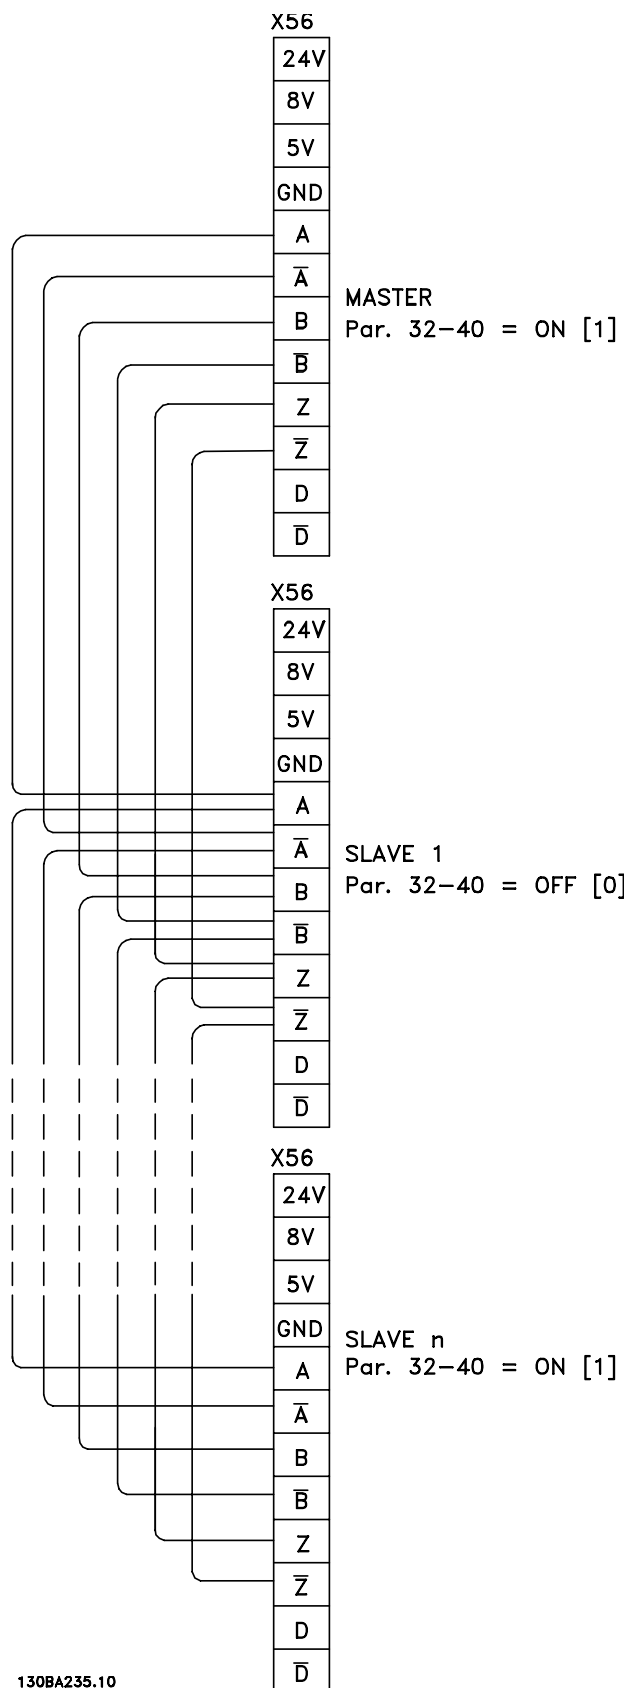 X56
24V
8V
5V
GND
A
A̅
B
B̅
Z
Z̅
D
D̅
MASTER
Par. 32-40 = ON [1]
X56
24V
8V
5V
GND
A
A̅
B
B̅
Z
Z̅
D
D̅
SLAVE 1
Par. 32-40 = OFF [0]
X56
24V
8V
5V
GND
A
A̅
B
B̅
Z
Z̅
D
D̅
SLAVE n
Par. 32-40 = ON [1]
130BA235.10